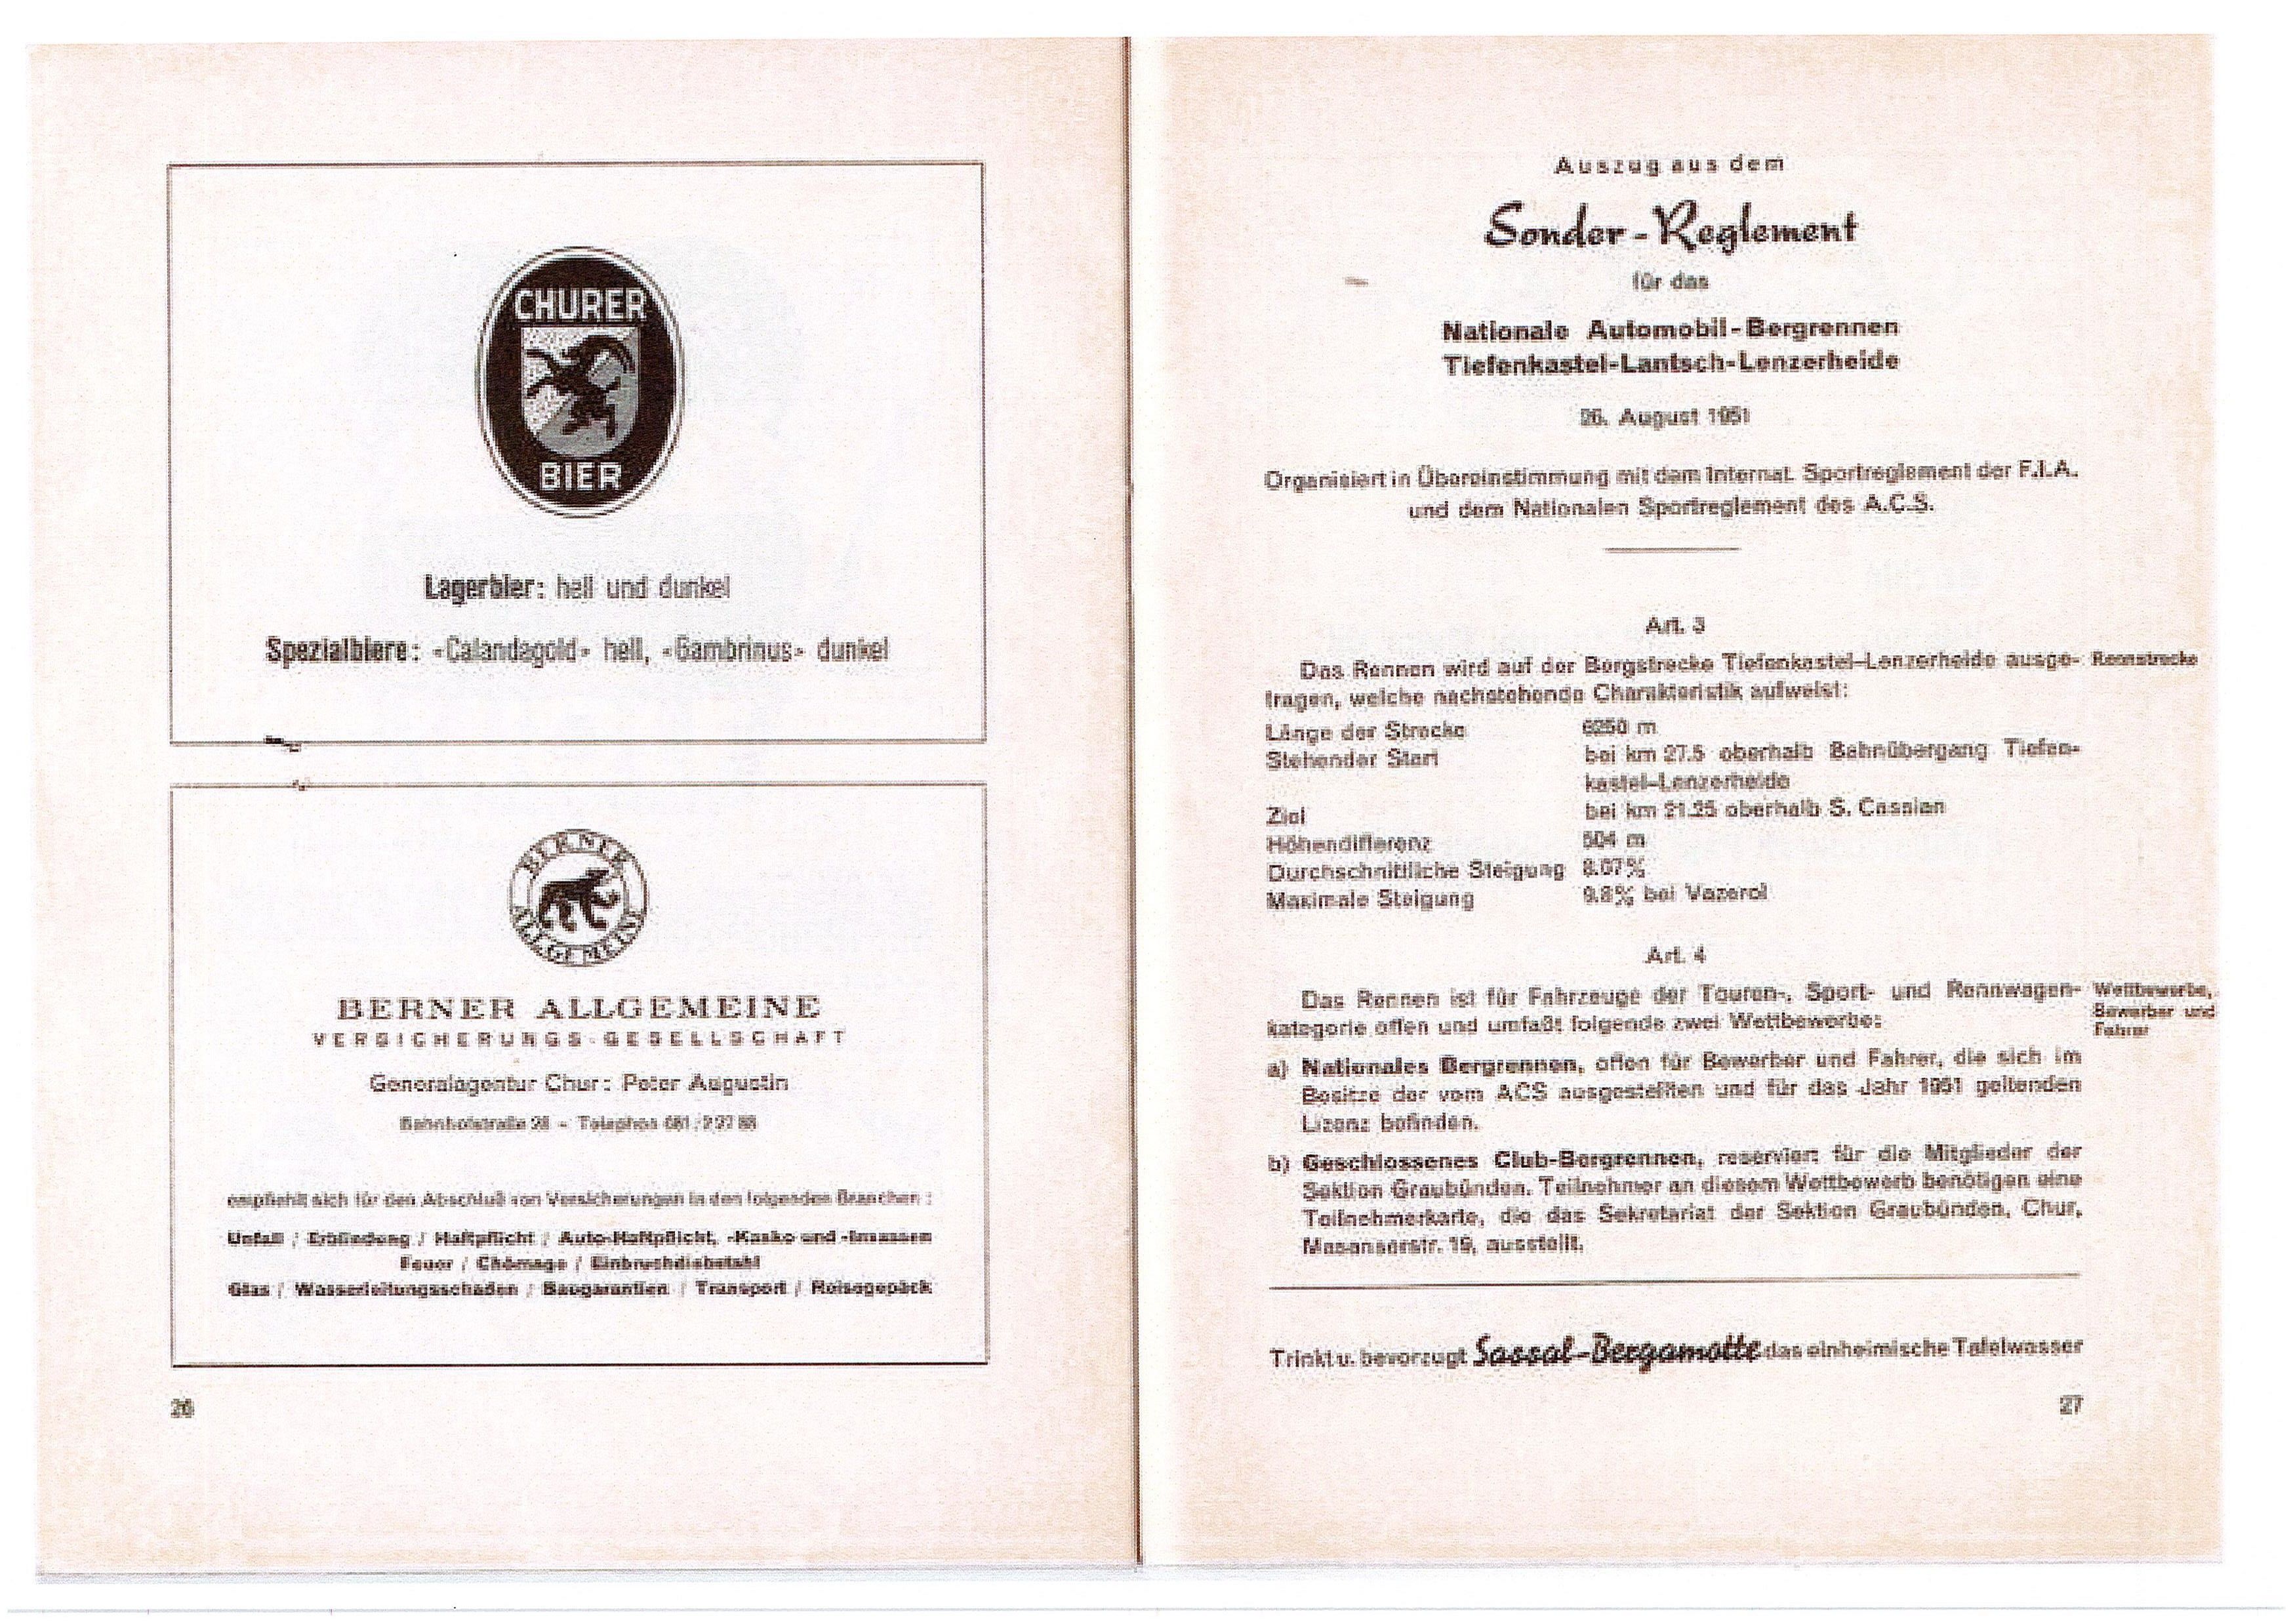 CHURER
BIER
Lagerbier: hell und dunkel
Spezialbiere: «Calandagold» hell, «Gambrinus» dunkel
BERNER
ALLGEMEINE
BERNER ALLGEMEINE
VERSICHERUNGS-GESELLSCHAFT
Generalagentur Chur: Peter Augustin
Bahnhofstraße 28 – Telephon 081 /
empfiehlt sich für den Abschluß von Versicherungen in den folgenden Branchen:
Unfall / Erblindung / Haftpflicht / Auto-Haftpflicht, -Kasko und -Insassen
Feuer / Chômage / Einbruchdiebstahl
Glas / Wasserleitungsschaden / Baugarantien / Transport / Reisegepäck
26
Auszug aus dem
Sonder-Reglement
für das
Nationale Automobil-Bergrennen
Tiefenkastel-Lantsch-Lenzerheide
26. August 1951
Organisiert in Übereinstimmung mit dem Internat. Sportreglement der F.I.A.
und dem Nationalen Sportreglement des A.C.S.
Art. 3
Das Rennen wird auf der Bergstrecke Tiefenkastel–Lenzerheide ausge- Rennstrecke
tragen, welche nachstehende Charakteristik aufweist:
Länge der Strecke 6250 m
Stehender Start bei km 27.5 oberhalb Bahnübergang Tiefen-
kastel–Lenzerheide
Ziel bei km 21.25 oberhalb S. Cassian
Höhendifferenz 504 m
Durchschnittliche Steigung 8.07%
Maximale Steigung 9.8% bei Vazerol
Art. 4
Das Rennen ist für Fahrzeuge der Touren-, Sport- und Rennwagen- Wettbewerbe,
kategorie offen und umfaßt folgende zwei Wettbewerbe: Bewerber und
Fahrer
a) Nationales Bergrennen, offen für Bewerber und Fahrer, die sich im
Besitze der vom ACS ausgestellten und für das Jahr 1951 geltenden
Lizenz befinden.
b) Geschlossenes Club-Bergrennen, reserviert für die Mitglieder der
Sektion Graubünden. Teilnehmer an diesem Wettbewerb benötigen eine
Teilnehmerkarte, die das Sekretariat der Sektion Graubünden, Chur,
Masanserstr. 19, ausstellt.
Trinkt u. bevorzugt Sassal-Bergamotte das einheimische Tafelwasser
27